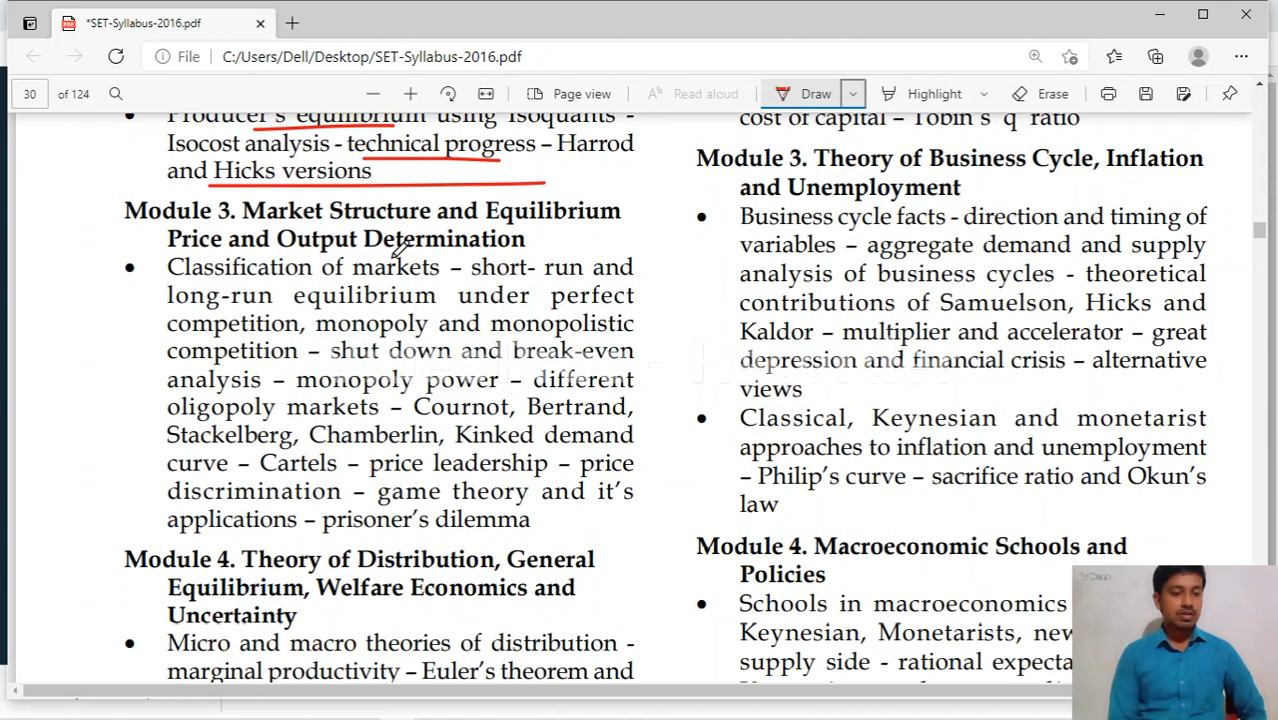 *SET-Syllabus-2016.pdf
File C:/Users/Dell/Desktop/SET-Syllabus-2016.pdf
30 of 124 Page view Read aloud Draw Highlight Erase
Producer's equilibrium using Isoquants -
Isocost analysis - technical progress – Harrod
and Hicks versions
Module 3. Market Structure and Equilibrium
Price and Output Determination
• Classification of markets – short- run and
long-run equilibrium under perfect
competition, monopoly and monopolistic
competition – shut down and break-even
analysis – monopoly power – different
oligopoly markets – Cournot, Bertrand,
Stackelberg, Chamberlin, Kinked demand
curve – Cartels – price leadership – price
discrimination – game theory and it's
applications – prisoner's dilemma
Module 4. Theory of Distribution, General
Equilibrium, Welfare Economics and
Uncertainty
• Micro and macro theories of distribution -
marginal productivity – Euler's theorem and
cost of capital – Tobin's 'q' ratio
Module 3. Theory of Business Cycle, Inflation
and Unemployment
• Business cycle facts - direction and timing of
variables – aggregate demand and supply
analysis of business cycles - theoretical
contributions of Samuelson, Hicks and
Kaldor – multiplier and accelerator – great
depression and financial crisis – alternative
views
• Classical, Keynesian and monetarist
approaches to inflation and unemployment
– Philip's curve – sacrifice ratio and Okun's
law
Module 4. Macroeconomic Schools and
Policies
• Schools in macroeconomics
Keynesian, Monetarists, new
supply side - rational expecta